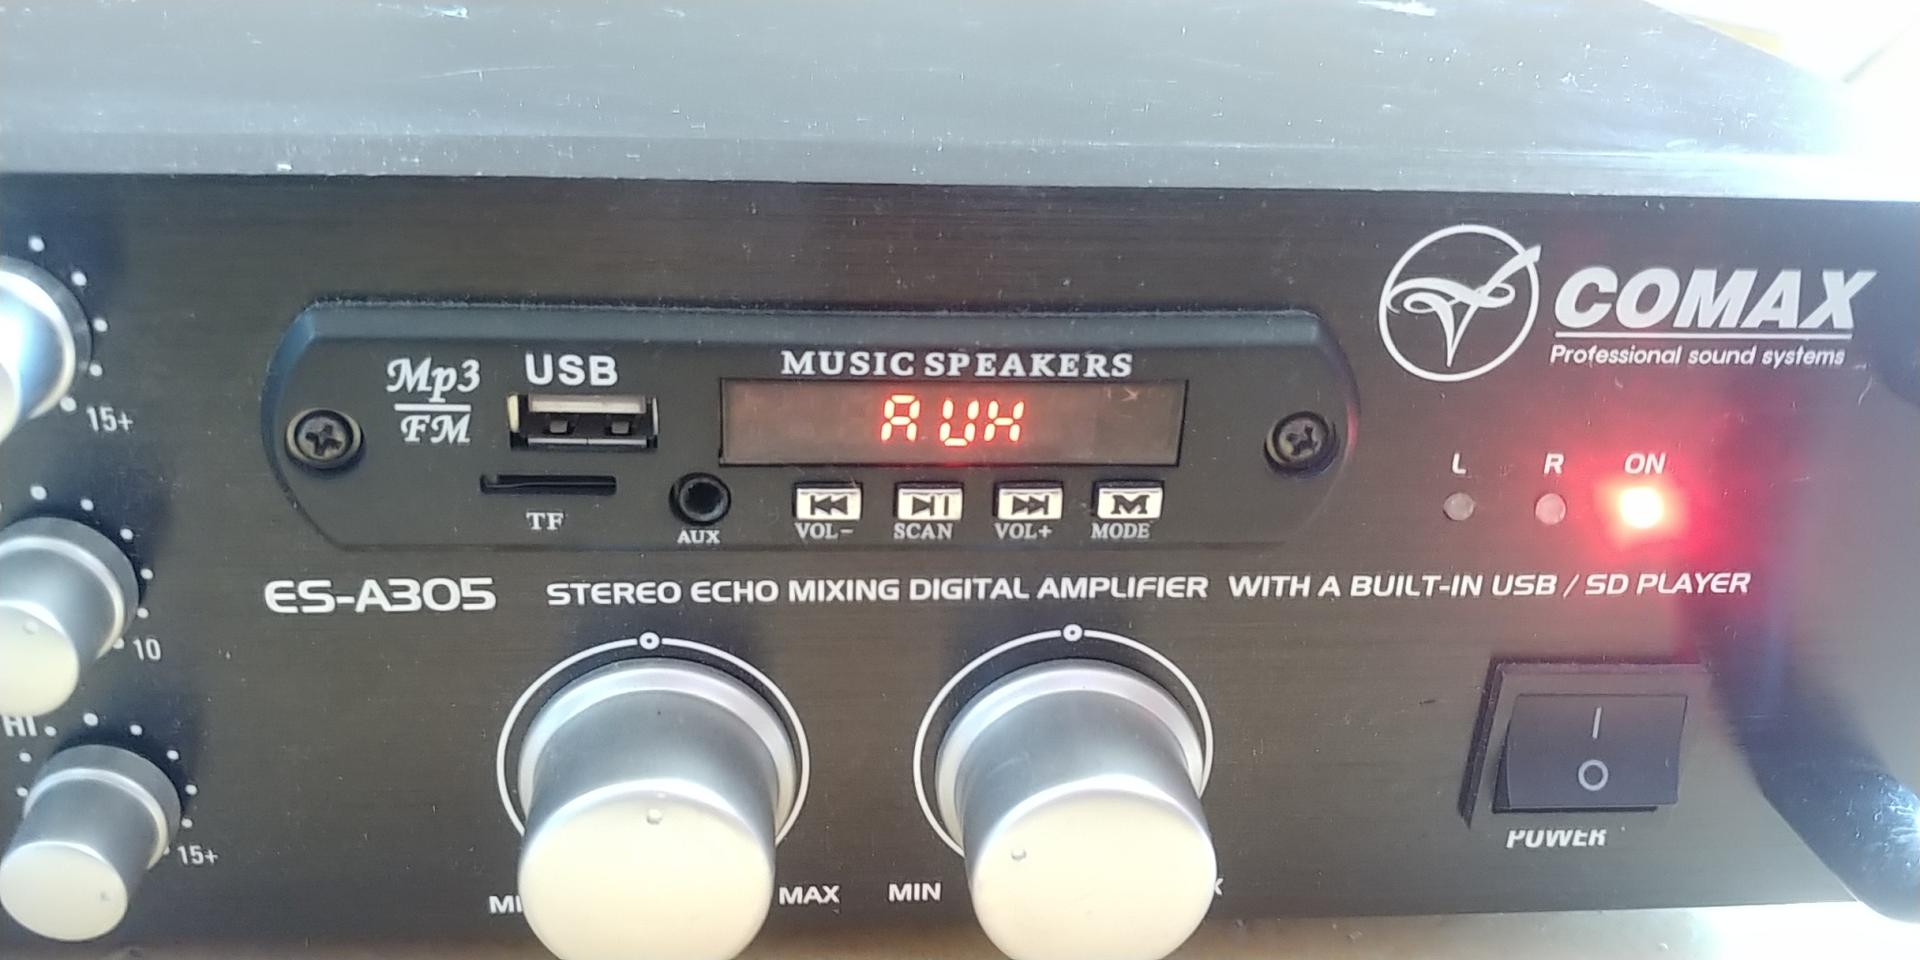 COMAX
Professional sound systems
Mp3
FM
USB
MUSIC SPEAKERS
AUX
TF
AUX
VOL-
SCAN
VOL+
M
MODE
L
R
ON
ES-A305
STEREO ECHO MIXING DIGITAL AMPLIFIER WITH A BUILT-IN USB / SD PLAYER
15+
10
HI
15+
MAX
MIN
POWER